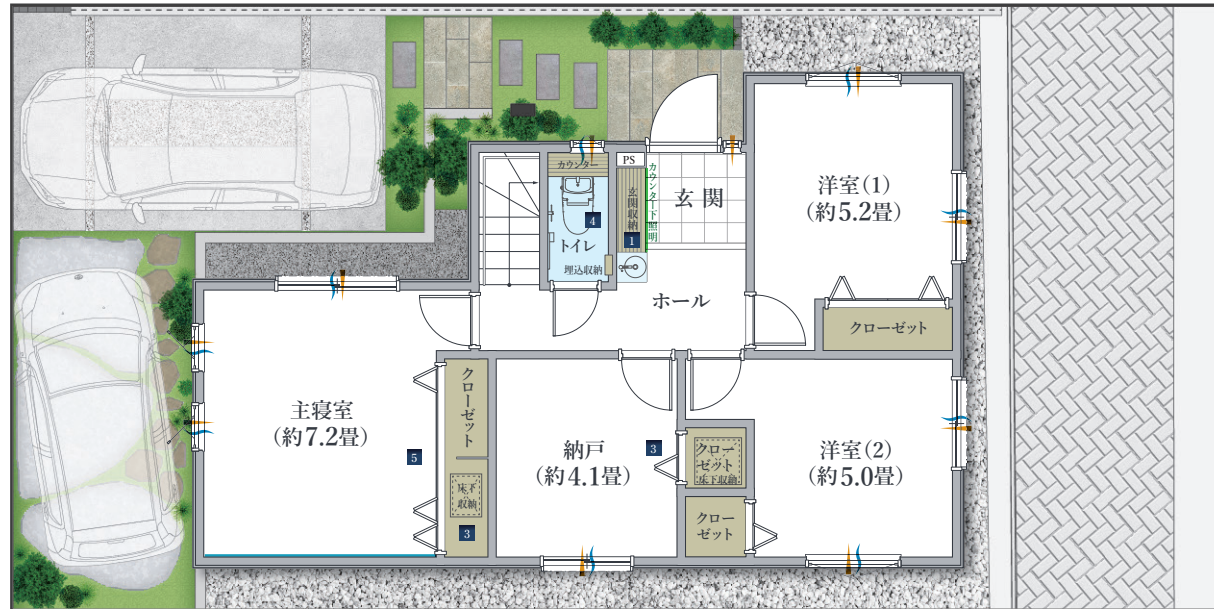 カウンター
PS
4
トイレ
埋込収納
玄関収納
1
カウンター下照明
玄関
洋室(1)
(約5.2畳)
ホール
クローゼット
主寝室
(約7.2畳)
5
クローゼット
床下
収納
3
納戸
(約4.1畳)
3
クロー
ゼット
床下収納
クロー
ゼット
洋室(2)
(約5.0畳)